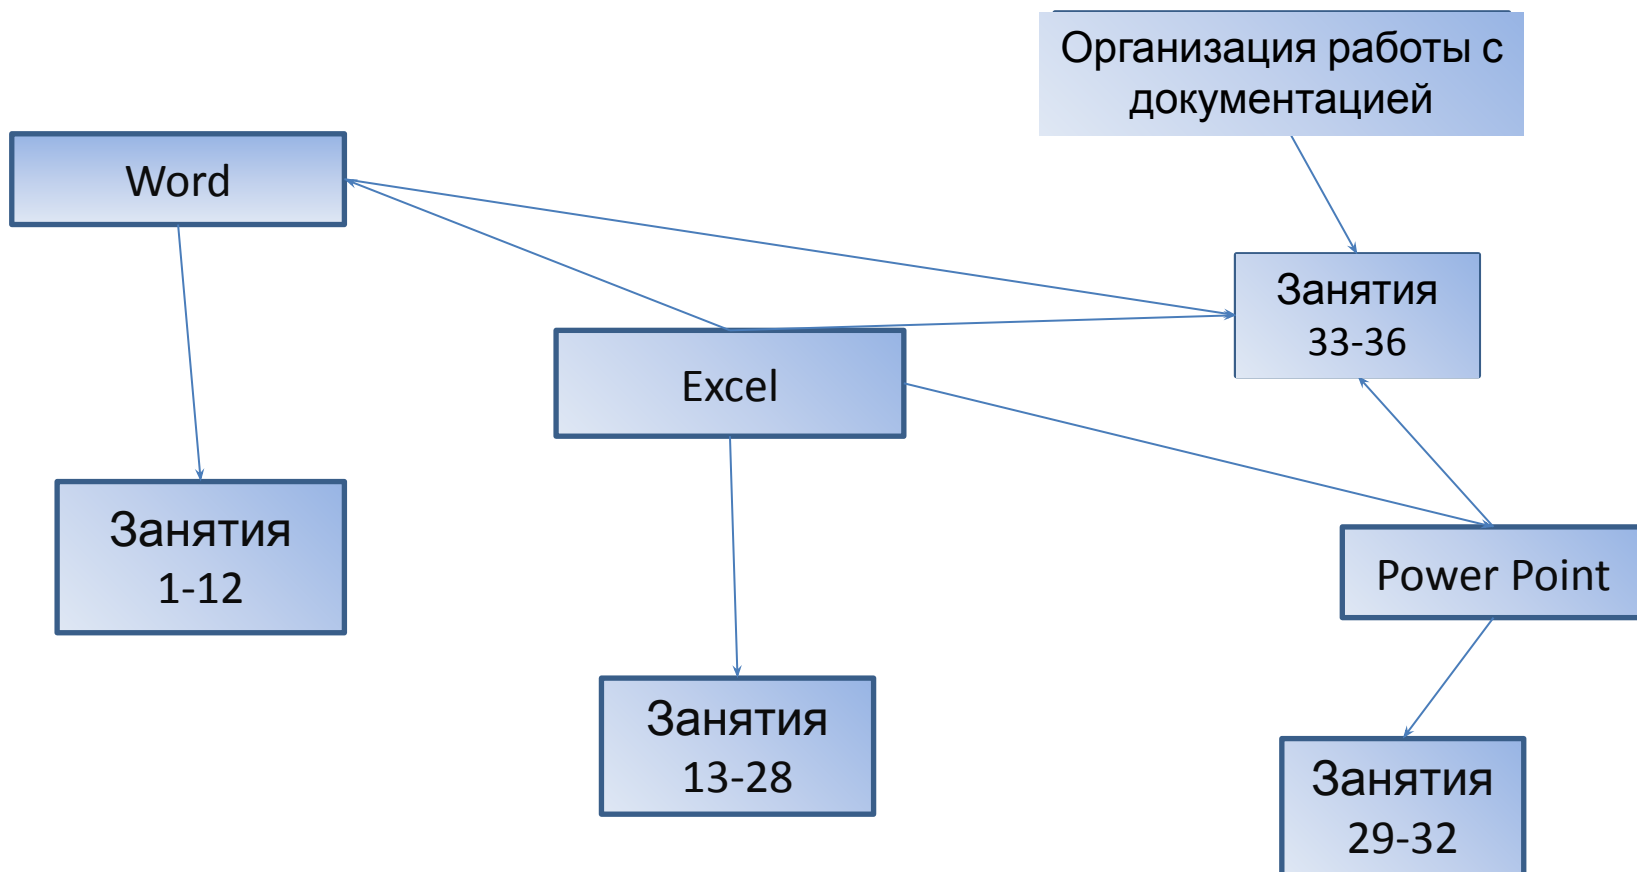 Организация работы с
документацией
Word
Занятия
33-36
Excel
Занятия
1-12
Power Point
Занятия
13-28
Занятия
29-32